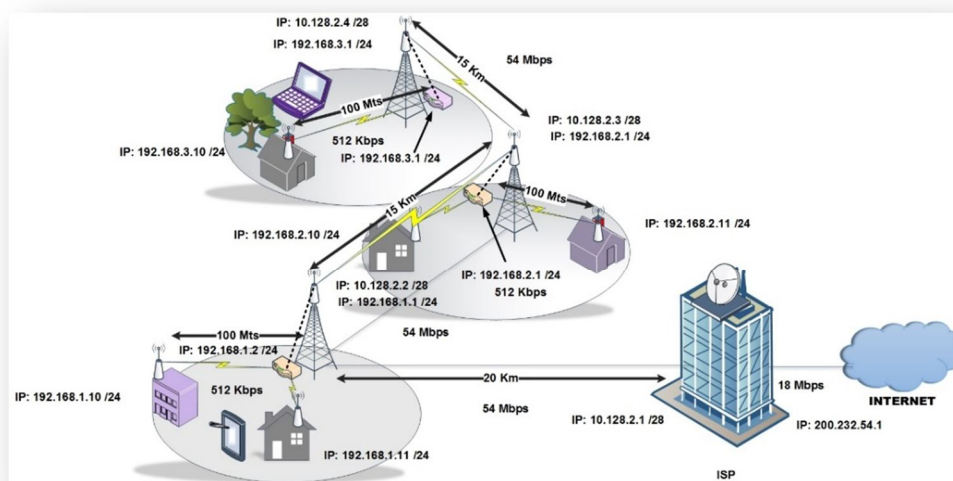 IP: 10.128.2.4 /28
IP: 192.168.3.1 /24
15 Km
54 Mbps
100 Mts
IP: 10.128.2.3 /28
IP: 192.168.2.1 /24
512 Kbps
IP: 192.168.3.10 /24
IP: 192.168.3.1 /24
15 Km
100 Mts
IP: 192.168.2.10 /24
IP: 192.168.2.11 /24
IP: 192.168.2.1 /24
512 Kbps
IP: 10.128.2.2 /28
IP: 192.168.1.1 /24
54 Mbps
100 Mts
IP: 192.168.1.2 /24
20 Km
18 Mbps
512 Kbps
IP: 192.168.1.10 /24
INTERNET
54 Mbps
IP: 10.128.2.1 /28
IP: 200.232.54.1
IP: 192.168.1.11 /24
ISP